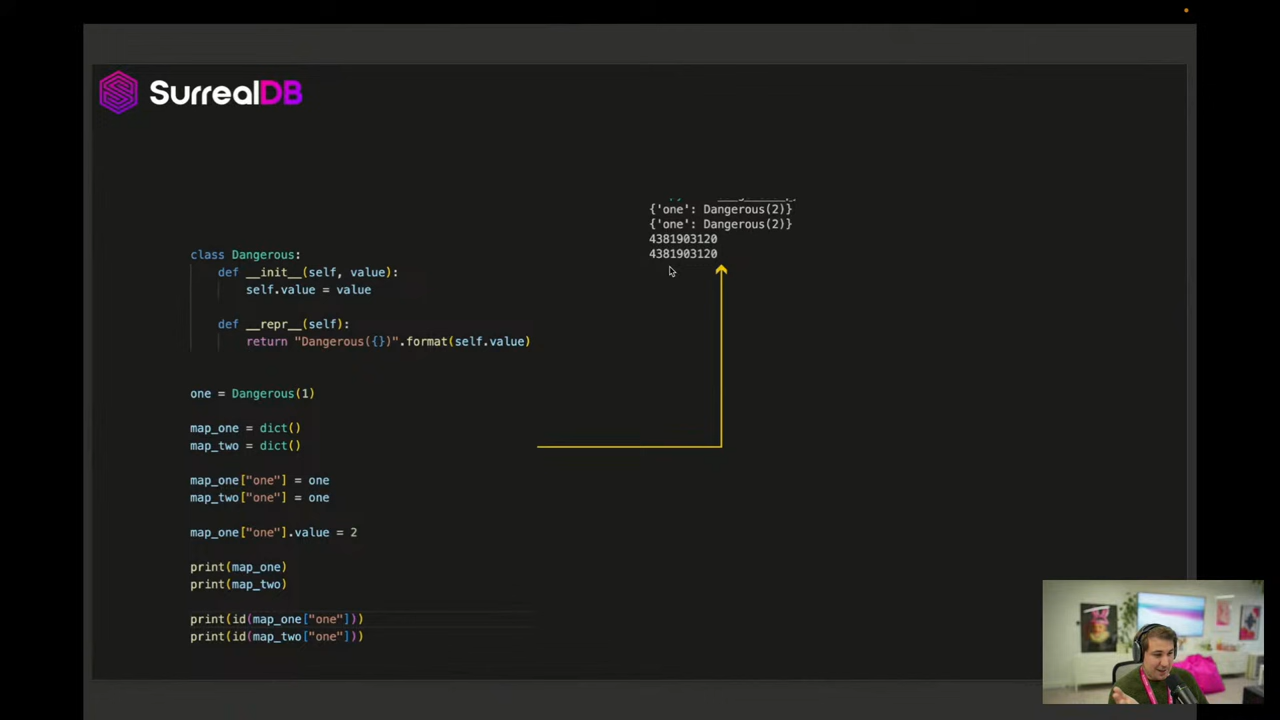 SurrealDB
{'one': Dangerous(2)}
{'one': Dangerous(2)}
4381903120
4381903120
class Dangerous:
def __init__(self, value):
self.value = value
def __repr__(self):
return "Dangerous({})".format(self.value)
one = Dangerous(1)
map_one = dict()
map_two = dict()
map_one["one"] = one
map_two["one"] = one
map_one["one"].value = 2
print(map_one)
print(map_two)
print(id(map_one["one"]))
print(id(map_two["one"]))